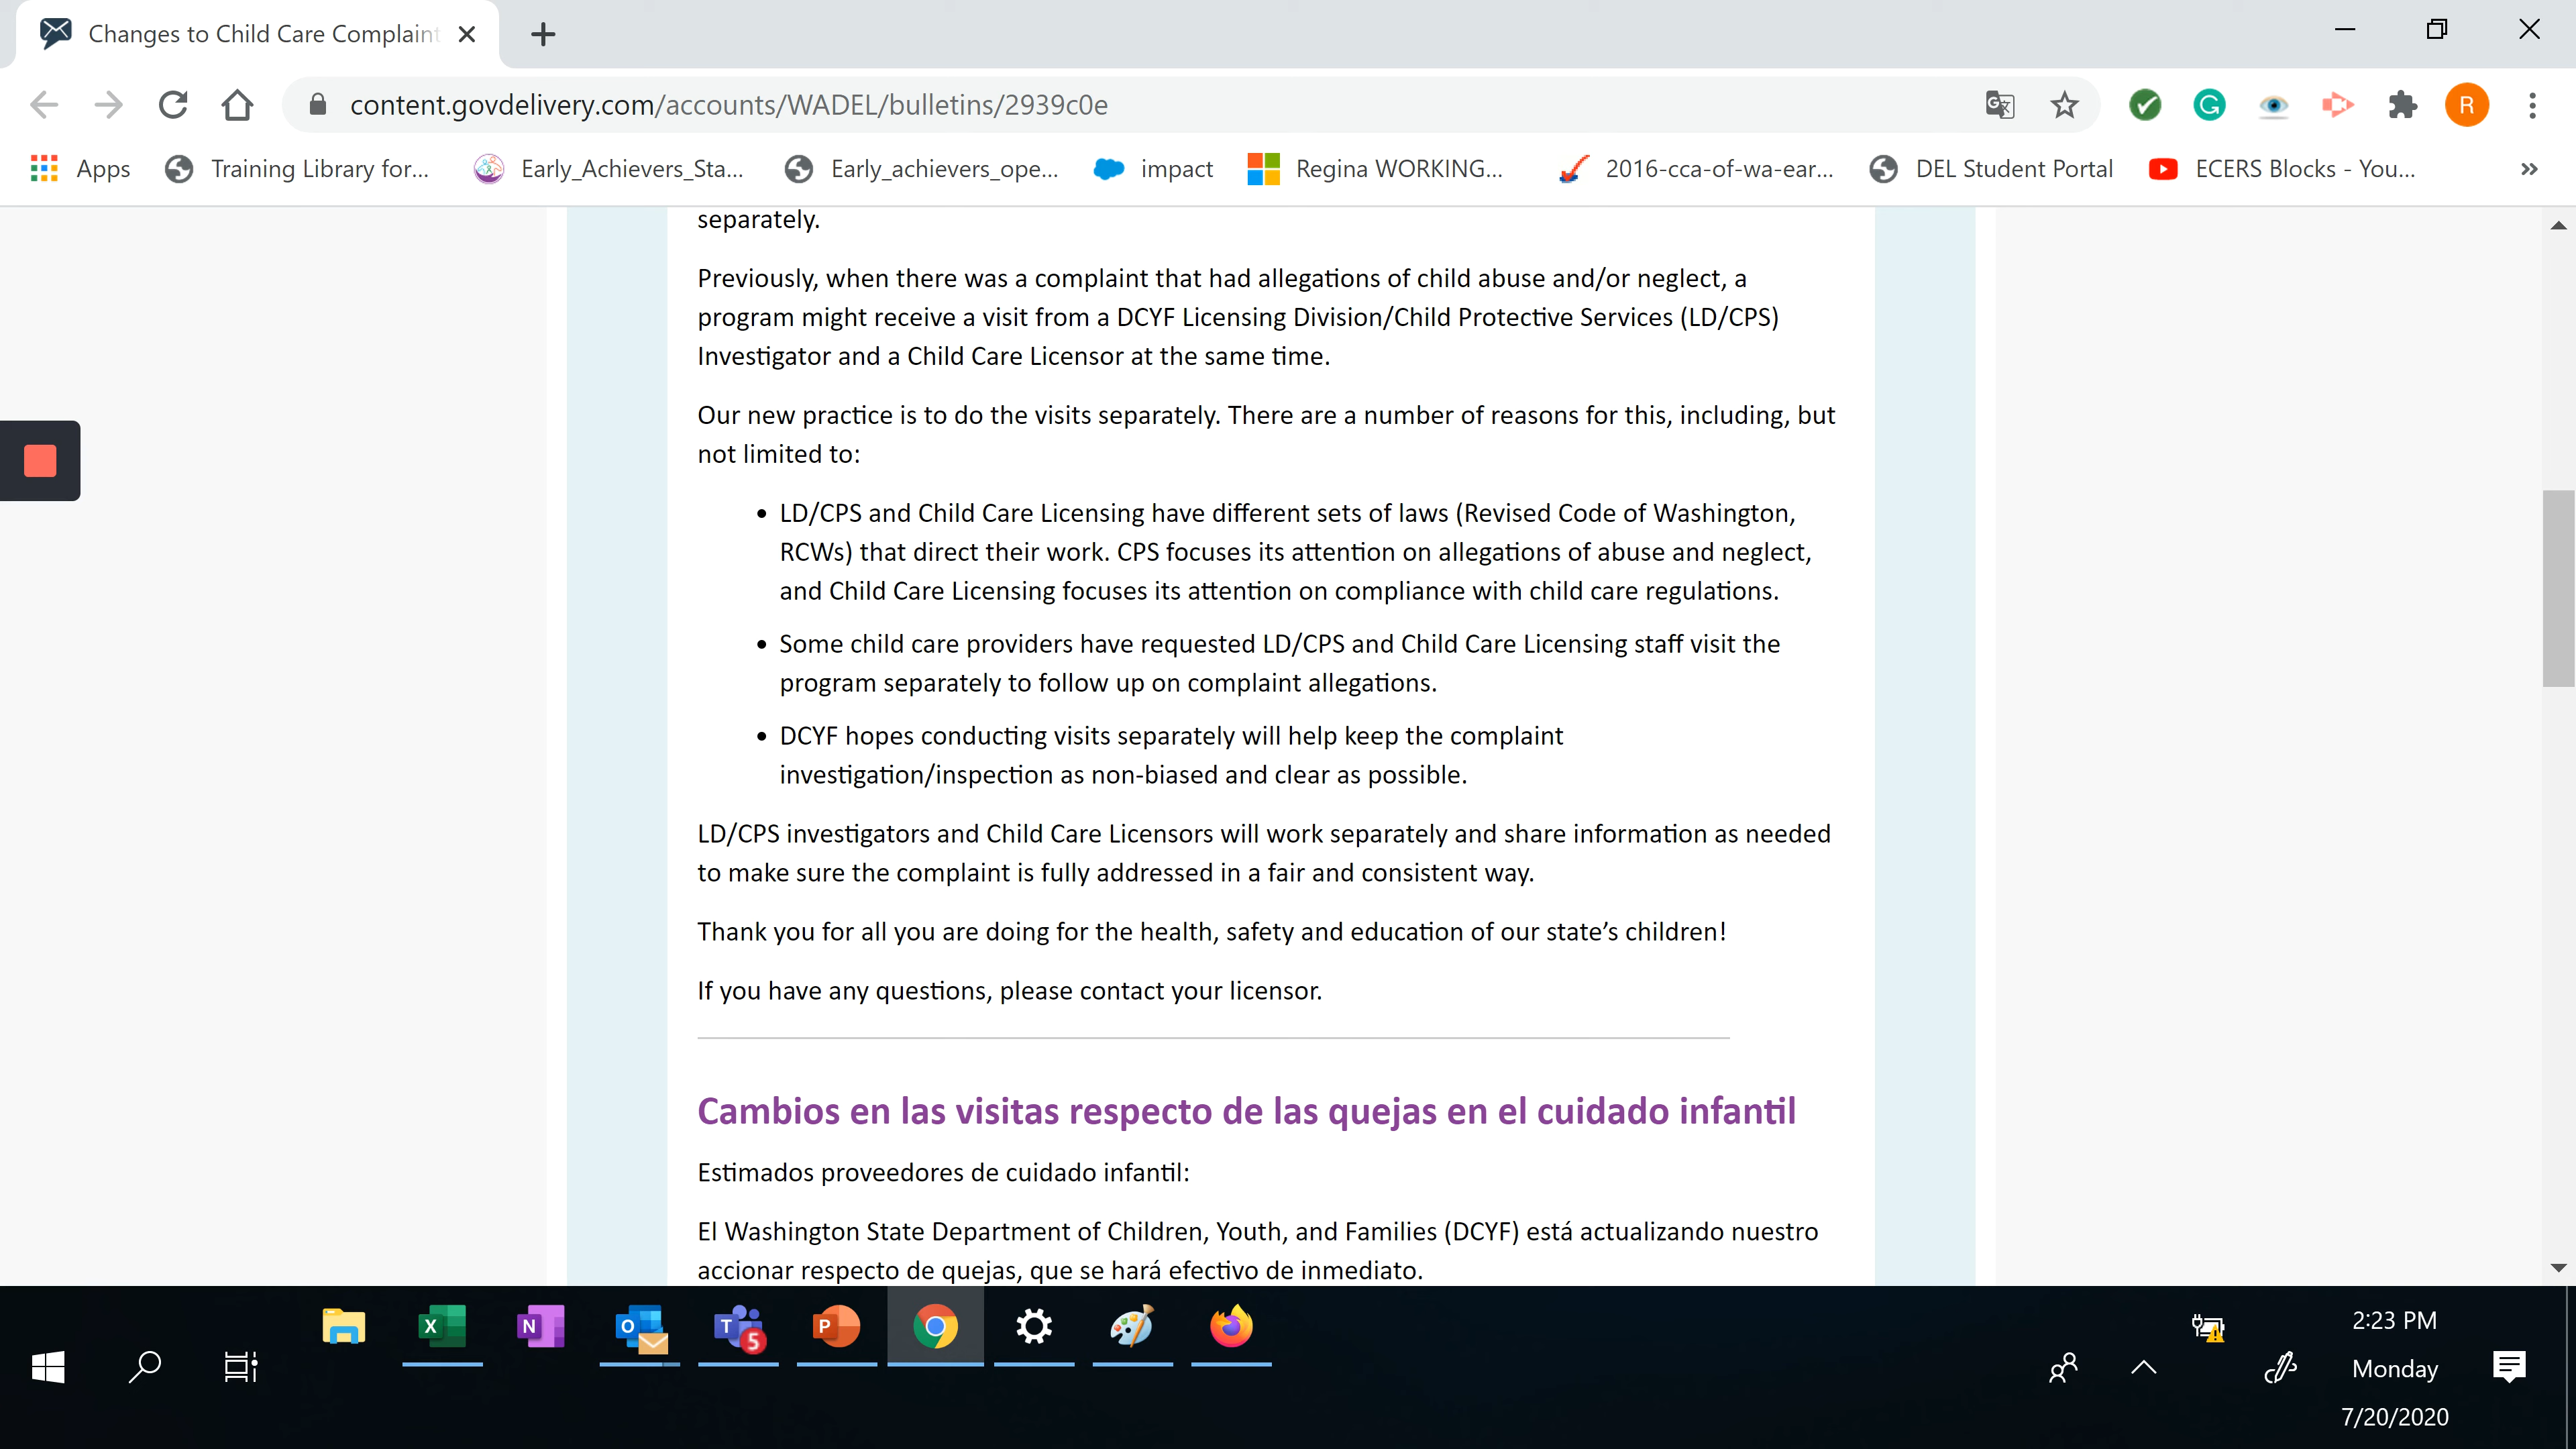 Changes to Child Care Complaint
content.govdelivery.com/accounts/WADEL/bulletins/2939c0e
R
Apps
Training Library for...
Early_Achievers_Sta...
Early_achievers_ope...
impact
Regina WORKING...
2016-cca-of-wa-ear...
DEL Student Portal
ECERS Blocks - You...
separately.
Previously, when there was a complaint that had allegations of child abuse and/or neglect, a
program might receive a visit from a DCYF Licensing Division/Child Protective Services (LD/CPS)
Investigator and a Child Care Licensor at the same time.
Our new practice is to do the visits separately. There are a number of reasons for this, including, but
not limited to:
• LD/CPS and Child Care Licensing have different sets of laws (Revised Code of Washington,
RCWs) that direct their work. CPS focuses its attention on allegations of abuse and neglect,
and Child Care Licensing focuses its attention on compliance with child care regulations.
• Some child care providers have requested LD/CPS and Child Care Licensing staff visit the
program separately to follow up on complaint allegations.
• DCYF hopes conducting visits separately will help keep the complaint
investigation/inspection as non-biased and clear as possible.
LD/CPS investigators and Child Care Licensors will work separately and share information as needed
to make sure the complaint is fully addressed in a fair and consistent way.
Thank you for all you are doing for the health, safety and education of our state's children!
If you have any questions, please contact your licensor.
Cambios en las visitas respecto de las quejas en el cuidado infantil
Estimados proveedores de cuidado infantil:
El Washington State Department of Children, Youth, and Families (DCYF) está actualizando nuestro
accionar respecto de quejas, que se hará efectivo de inmediato.
5
2:23 PM
Monday
7/20/2020